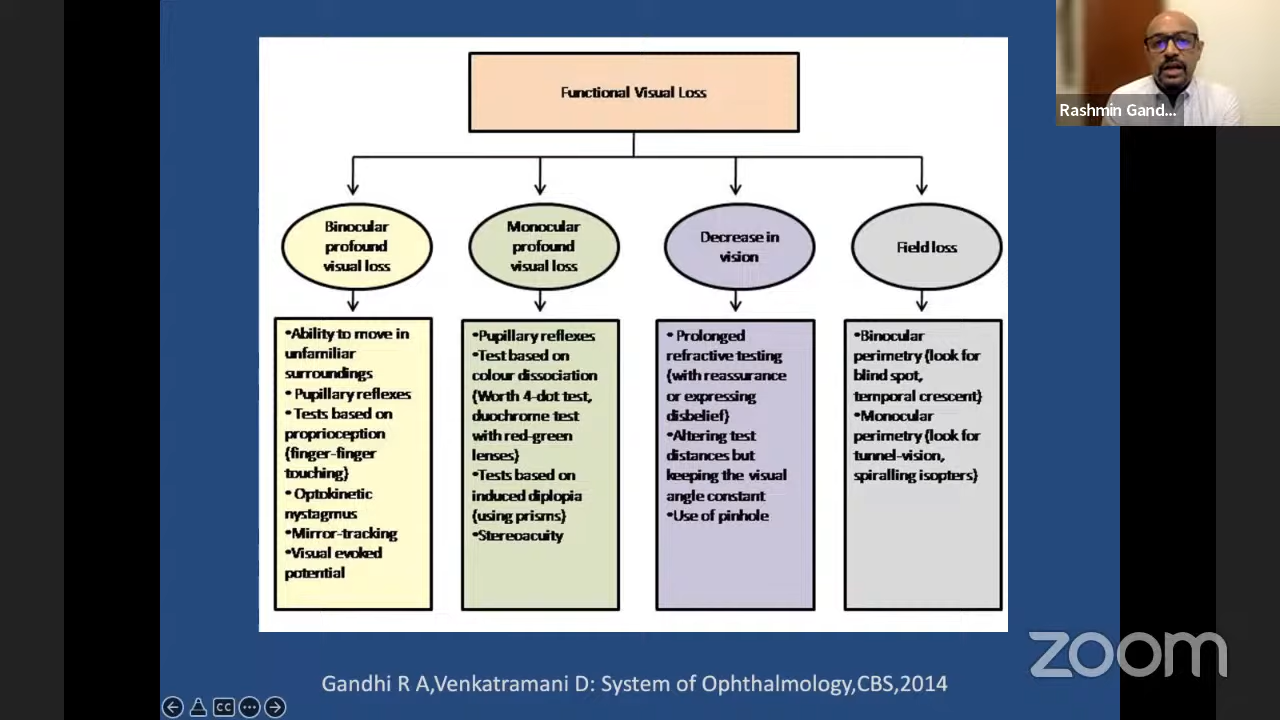 Rashmin Gand...
Functional Visual Loss
Binocular
profound
visual loss
Monocular
profound
visual loss
Decrease in
vision
Field loss
•Ability to move in
unfamiliar
surroundings
• Pupillary reflexes
• Tests based on
proprioception
(finger-finger
touching)
• Optokinetic
nystagmus
•Mirror-tracking
•Visual evoked
potential
•Pupillary reflexes
•Test based on
colour dissociation
(Worth 4-dot test,
duochrome test
with red-green
lenses)
•Tests based on
induced diplopia
(using prisms)
•Stereoacuity
• Prolonged
refractive testing
(with reassurance
or expressing
disbelief)
•Altering test
distances but
keeping the visual
angle constant
•Use of pinhole
•Binocular
perimetry (look for
blind spot,
temporal crescent)
•Monocular
perimetry (look for
tunnel-vision,
spiralling isopters)
zoom
Gandhi R A,Venkatramani D: System of Ophthalmology,CBS,2014
CC